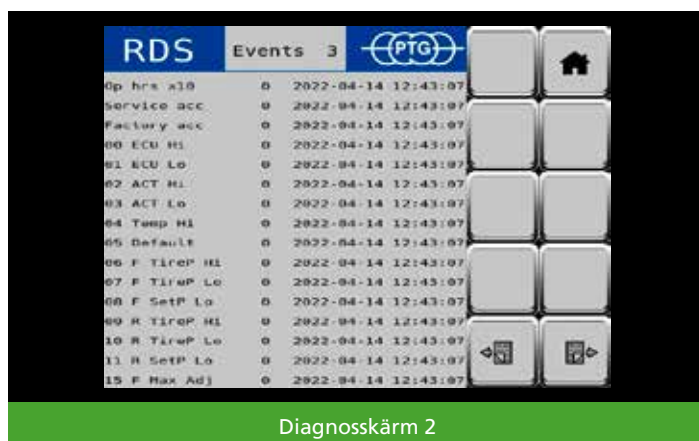 RDS Events 3 PTG
Op hrs x10 0 2022-04-14 12:43:07
Service acc 0 2022-04-14 12:43:07
Factory acc 0 2022-04-14 12:43:07
00 ECU Hi 0 2022-04-14 12:43:07
01 ECU Lo 0 2022-04-14 12:43:07
02 ACT Hi 0 2022-04-14 12:43:07
03 ACT Lo 0 2022-04-14 12:43:07
04 Temp Hi 0 2022-04-14 12:43:07
05 Default 0 2022-04-14 12:43:07
06 F TireP Hi 0 2022-04-14 12:43:07
07 F TireP Lo 0 2022-04-14 12:43:07
08 F SetP Lo 0 2022-04-14 12:43:07
09 R TireP Hi 0 2022-04-14 12:43:07
10 R TireP Lo 0 2022-04-14 12:43:07
11 R SetP Lo 0 2022-04-14 12:43:07
15 F Max Adj 0 2022-04-14 12:43:07
Diagnosskärm 2